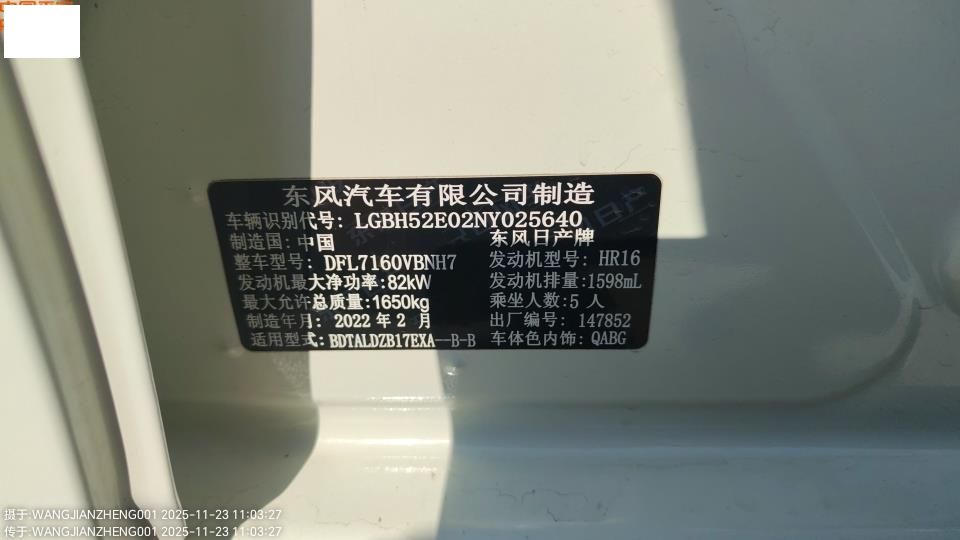 东风汽车有限公司制造
车辆识别代号: LGBH52E02NY025640
制造国: 中国 东风日产牌
整车型号: DFL7160VBNH7 发动机型号: HR16
发动机最大净功率:82kW 发动机排量:1598mL
最大允许总质量:1650kg 乘坐人数:5 人
制造年月: 2022 年 2 月 出厂编号: 147852
适用型式:BDTALDZB17EXA--B-B 车体色内饰: QABG
摄于:WANGJIANZHENG001 2025-11-23 11:03:27
传于:WANGJIANZHENG001 2025-11-23 11:03:27